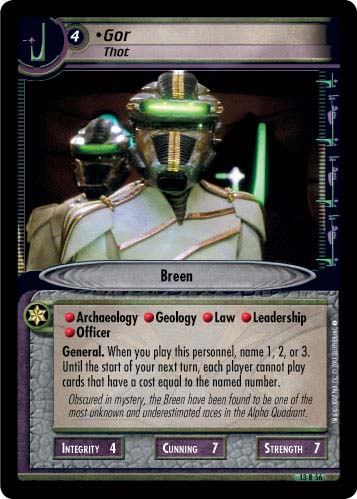 4
•Gor
Thot
Breen
•Archaeology •Geology •Law •Leadership
•Officer
General. When you play this personnel, name 1, 2, or 3.
Until the start of your next turn, each player cannot play
cards that have a cost equal to the named number.
Obscured in mystery, the Breen have been found to be one of the
most unknown and underestimated races in the Alpha Quadrant.
INTEGRITY 4 CUNNING 7 STRENGTH 7
13 R 56